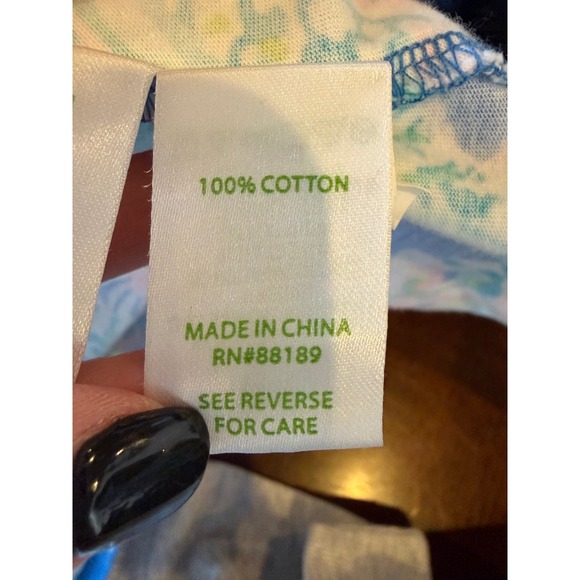 100% COTTON
MADE IN CHINA
RN#88189
SEE REVERSE
FOR CARE